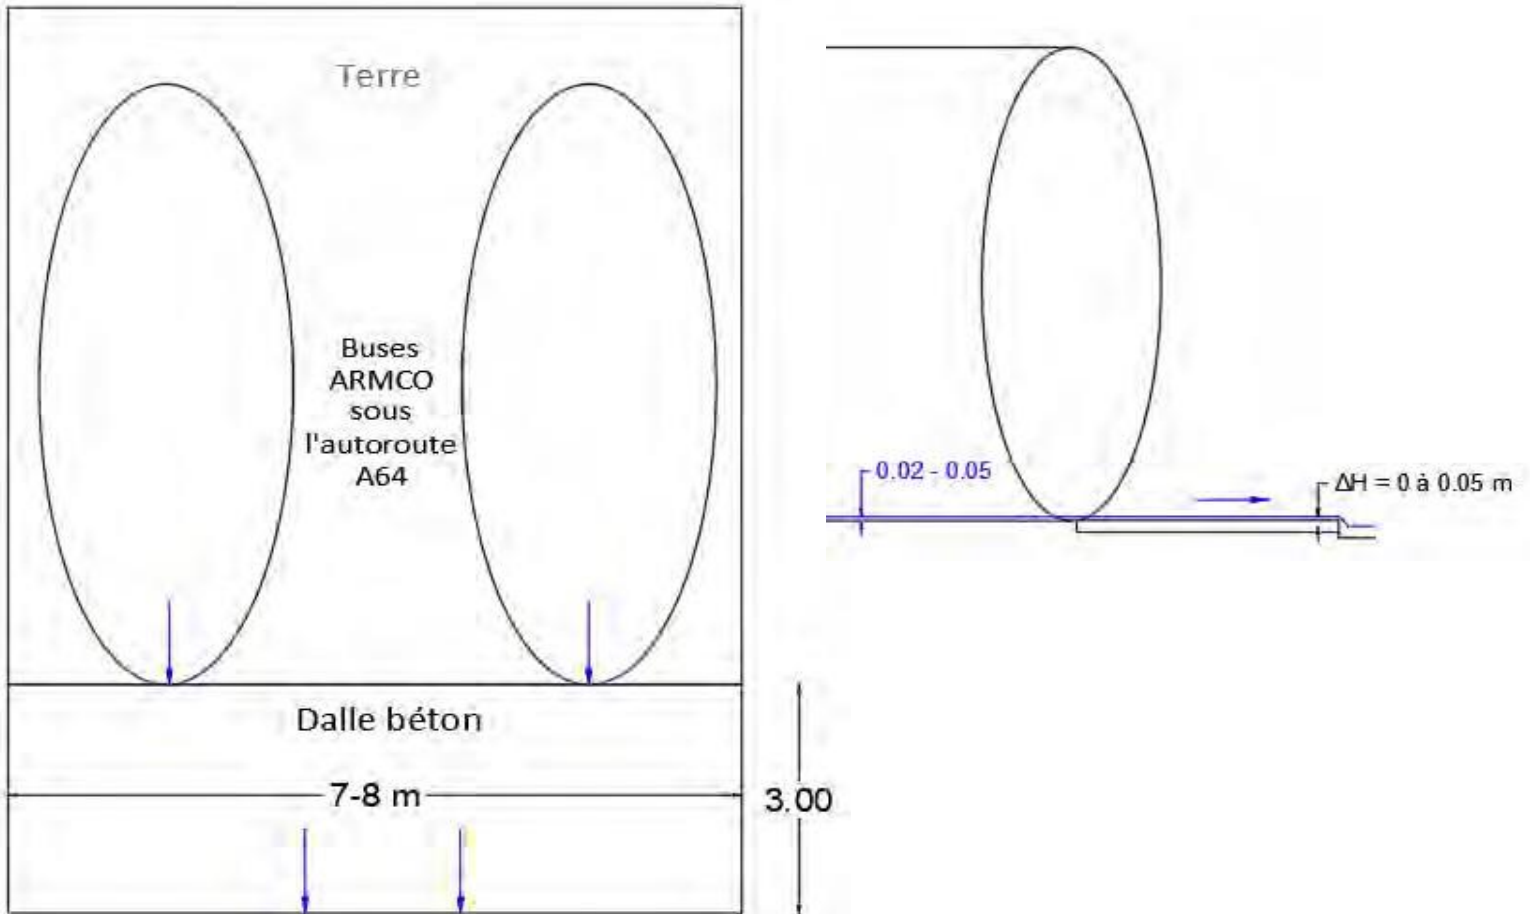 Terre
Buses
ARMCO
sous
l'autoroute
A64
Dalle béton
7-8 m
3.00
0.02 - 0.05
ΔH = 0 à 0.05 m